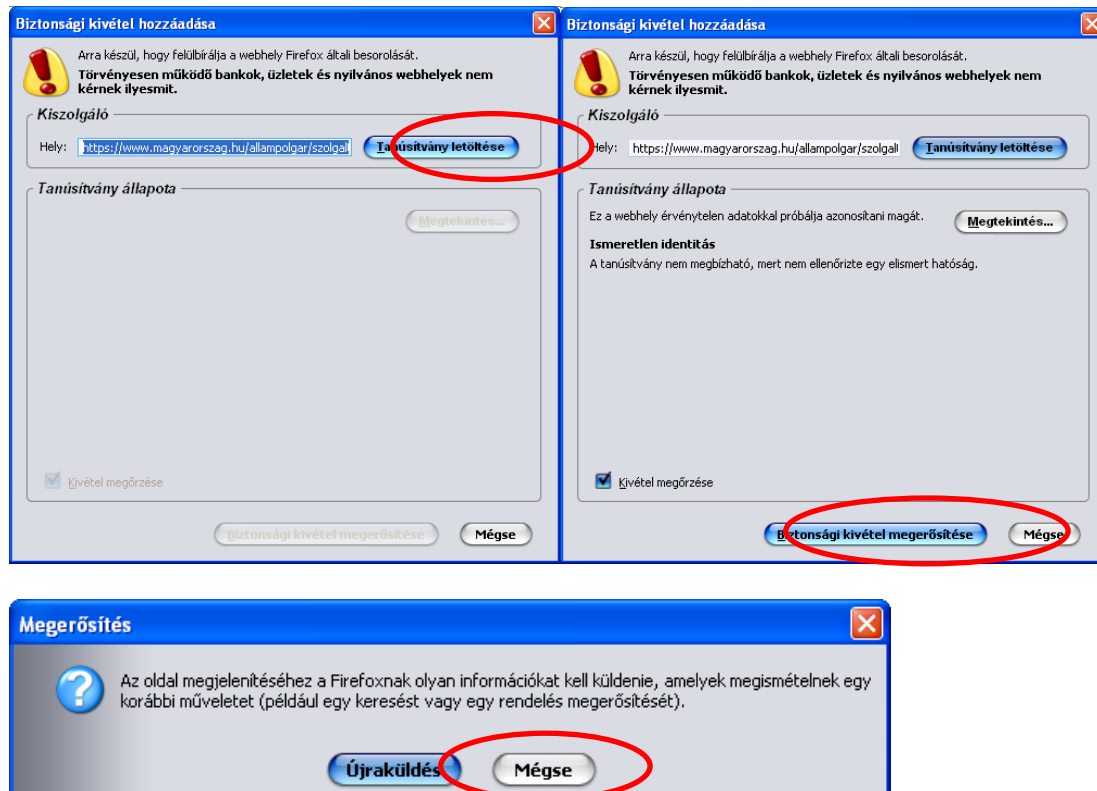 Biztonsági kivétel hozzáadása
Arra készül, hogy felülbírálja a webhely Firefox általi besorolását.
Törvényesen működő bankok, üzletek és nyilvános webhelyek nem
kérnek ilyesmit.
Kiszolgáló
Hely: https://www.magyarorszag.hu/allampolgar/szolgalt Tanúsítvány letöltése
Tanúsítvány állapota
Megtekintés...
Kivétel megőrzése
Biztonsági kivétel megerősítése Mégse
Biztonsági kivétel hozzáadása
Arra készül, hogy felülbírálja a webhely Firefox általi besorolását.
Törvényesen működő bankok, üzletek és nyilvános webhelyek nem
kérnek ilyesmit.
Kiszolgáló
Hely: https://www.magyarorszag.hu/allampolgar/szolgalt Tanúsítvány letöltése
Tanúsítvány állapota
Ez a webhely érvénytelen adatokkal próbálja azonosítani magát. Megtekintés...
Ismeretlen identitás
A tanúsítvány nem megbízható, mert nem ellenőrizte egy elismert hatóság.
Kivétel megőrzése
Biztonsági kivétel megerősítése Mégse
Megerősítés
Az oldal megjelenítéséhez a Firefoxnak olyan információkat kell küldenie, amelyek megismételnek egy
korábbi műveletet (például egy keresést vagy egy rendelés megerősítését).
Újraküldés Mégse